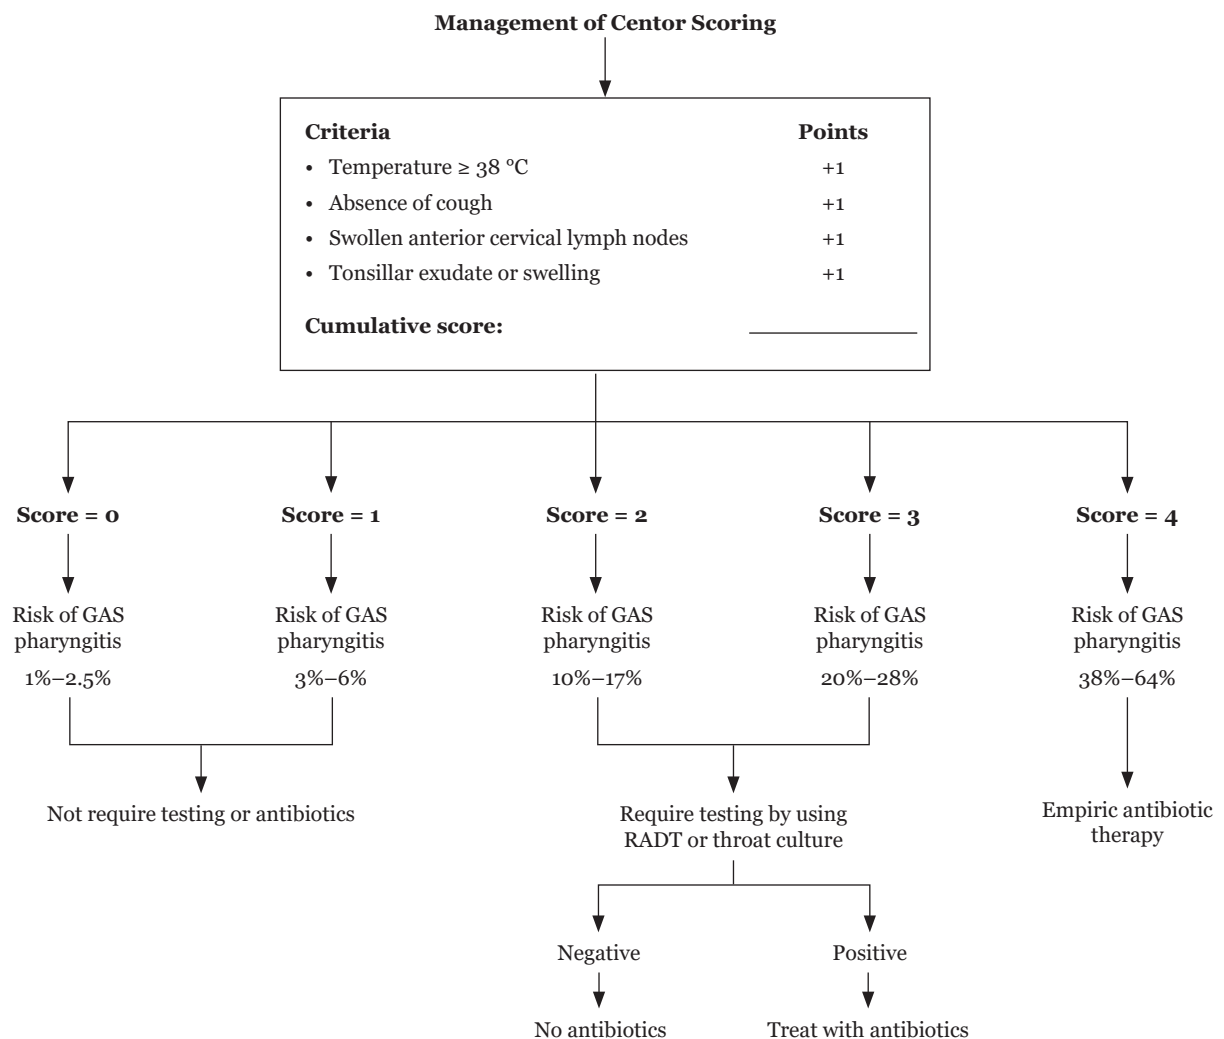 Management of Centor Scoring
Criteria Points
• Temperature ≥ 38 °C +1
• Absence of cough +1
• Swollen anterior cervical lymph nodes +1
• Tonsillar exudate or swelling +1
Cumulative score:
Score = 0 Score = 1 Score = 2 Score = 3 Score = 4
Risk of GAS Risk of GAS Risk of GAS Risk of GAS Risk of GAS
pharyngitis pharyngitis pharyngitis pharyngitis pharyngitis
1%–2.5% 3%–6% 10%–17% 20%–28% 38%–64%
Not require testing or antibiotics Require testing by using Empiric antibiotic
RADT or throat culture therapy
Negative Positive
No antibiotics Treat with antibiotics